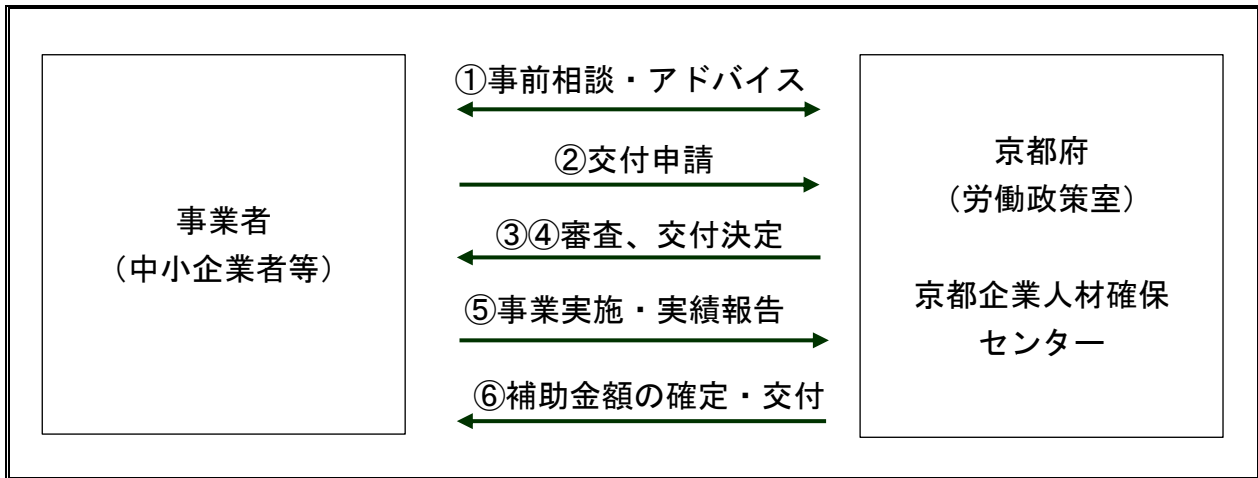 事業者
（中小企業者等）
①事前相談・アドバイス
②交付申請
③④審査、交付決定
⑤事業実施・実績報告
⑥補助金額の確定・交付
京都府
（労働政策室）
京都企業人材確保
センター